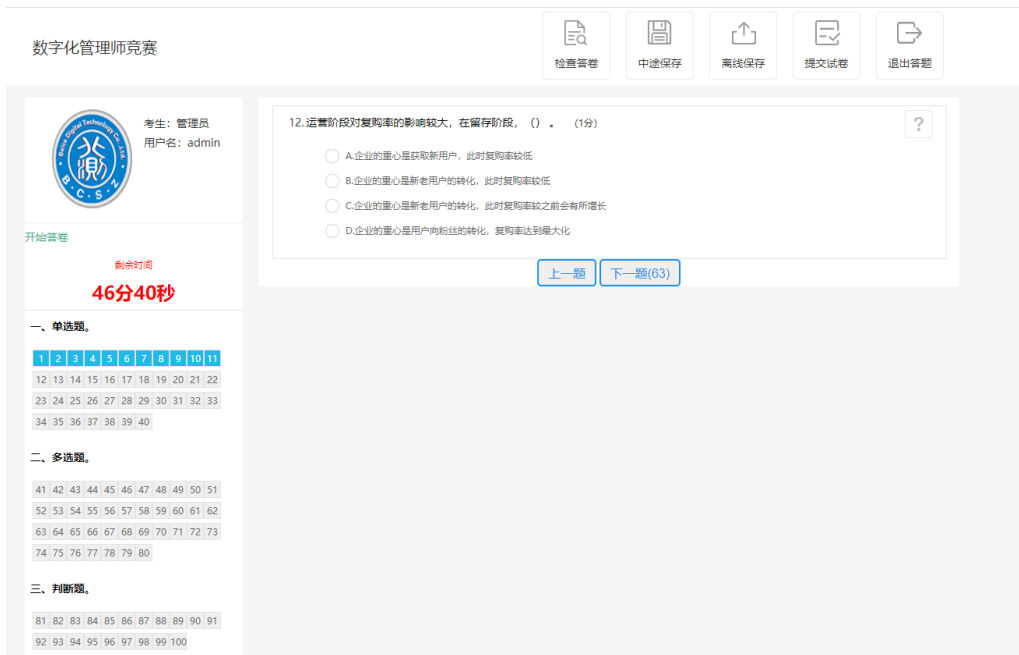 数字化管理师竞赛
检查答卷
中途保存
离线保存
提交试卷
退出答题
Beice Digital Technology Co.,Ltd.
B·C·S·Z
考生：管理员
用户名：admin
开始答卷
剩余时间
46分40秒
一、单选题。
1 2 3 4 5 6 7 8 9 10 11
12 13 14 15 16 17 18 19 20 21 22
23 24 25 26 27 28 29 30 31 32 33
34 35 36 37 38 39 40
二、多选题。
41 42 43 44 45 46 47 48 49 50 51
52 53 54 55 56 57 58 59 60 61 62
63 64 65 66 67 68 69 70 71 72 73
74 75 76 77 78 79 80
三、判断题。
81 82 83 84 85 86 87 88 89 90 91
92 93 94 95 96 97 98 99 100
12.运营阶段对复购率的影响较大，在留存阶段，（）。 （1分）
?
A.企业的重心是获取新用户，此时复购率较低
B.企业的重心是新老用户的转化，此时复购率较低
C.企业的重心是新老用户的转化，此时复购率较之前会有所增长
D.企业的重心是用户向粉丝的转化，复购率达到最大化
上一题
下一题(63)